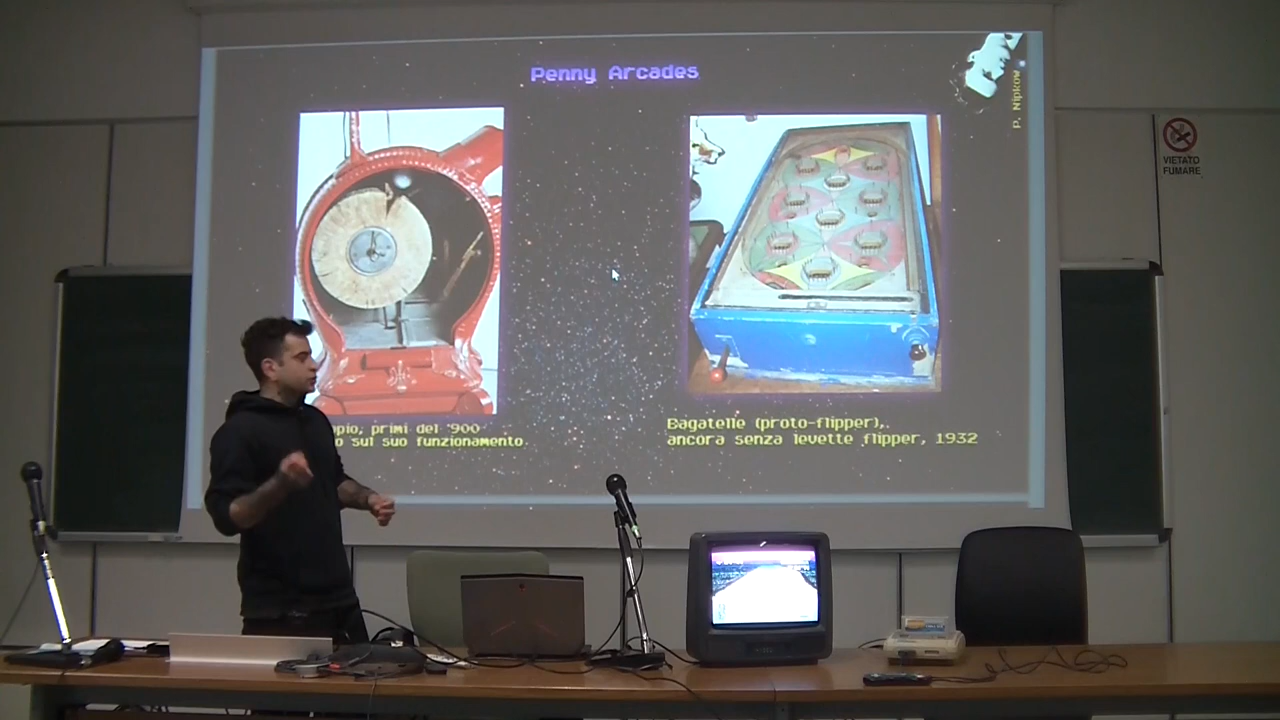 Penny Arcades
P. Nipkow
VIETATO
FUMARE
primi del '900
sul suo funzionamento
Bagatelle (proto-flipper),
ancora senza levette flipper, 1932